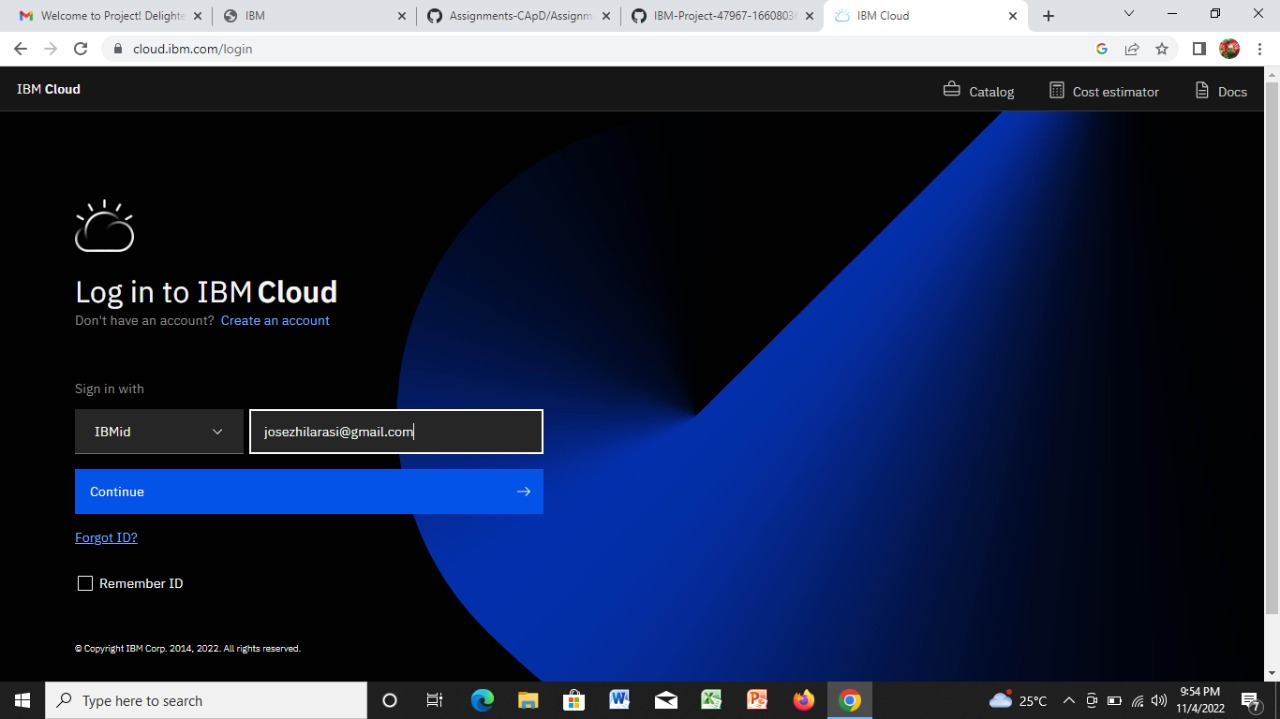 Welcome to Project! Delighte
IBM
Assignments-CApD/Assignm
IBM-Project-47967-1660803
IBM Cloud
cloud.ibm.com/login
IBM Cloud
Catalog
Cost estimator
Docs
Log in to IBM Cloud
Don't have an account? Create an account
Sign in with
IBMid
josezhilarasi@gmail.com
Continue
Forgot ID?
Remember ID
© Copyright IBM Corp. 2014, 2022. All rights reserved.
Type here to search
25°C
9:54 PM
11/4/2022
7